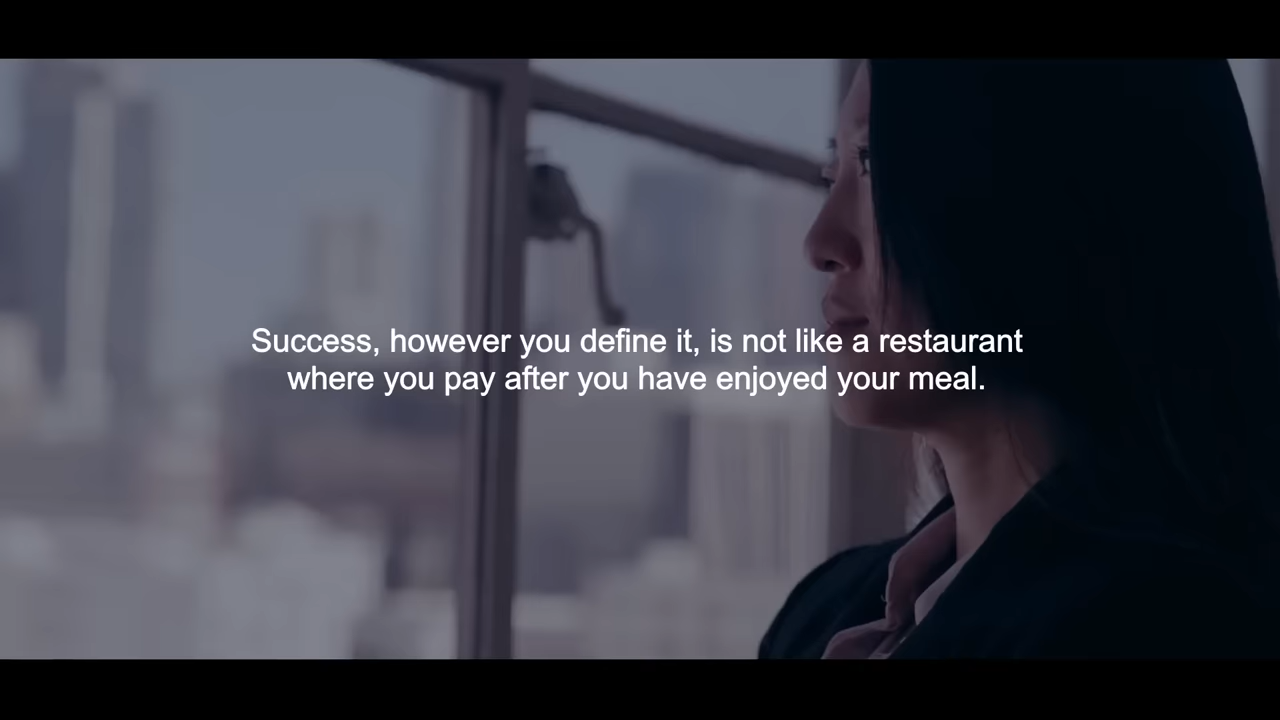 Success, however you define it, is not like a restaurant
where you pay after you have enjoyed your meal.